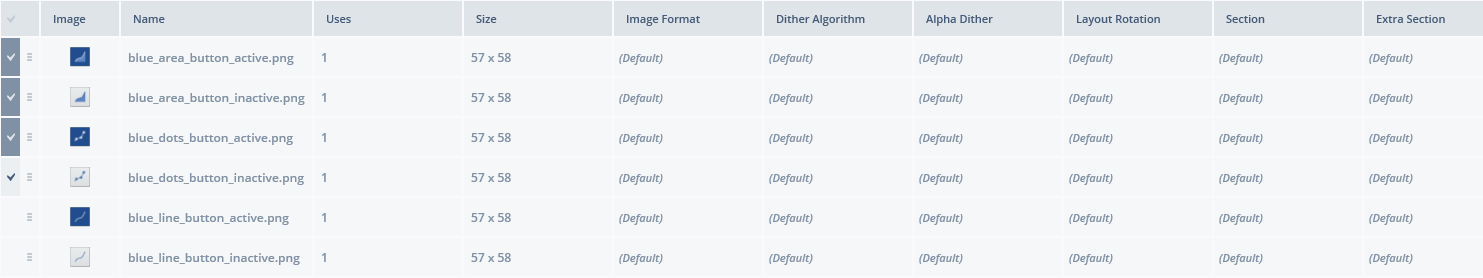 Image Name Uses Size Image Format Dither Algorithm Alpha Dither Layout Rotation Section Extra Section
blue_area_button_active.png 1 57 x 58 (Default) (Default) (Default) (Default) (Default) (Default)
blue_area_button_inactive.png 1 57 x 58 (Default) (Default) (Default) (Default) (Default) (Default)
blue_dots_button_active.png 1 57 x 58 (Default) (Default) (Default) (Default) (Default) (Default)
blue_dots_button_inactive.png 1 57 x 58 (Default) (Default) (Default) (Default) (Default) (Default)
blue_line_button_active.png 1 57 x 58 (Default) (Default) (Default) (Default) (Default) (Default)
blue_line_button_inactive.png 1 57 x 58 (Default) (Default) (Default) (Default) (Default) (Default)